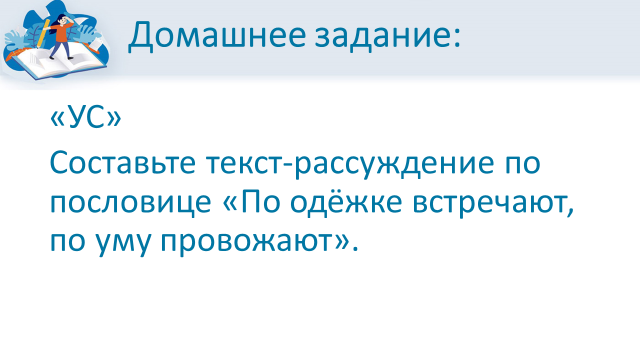 Домашнее задание:
«УС»
Составьте текст-рассуждение по
пословице «По одёжке встречают,
по уму провожают».